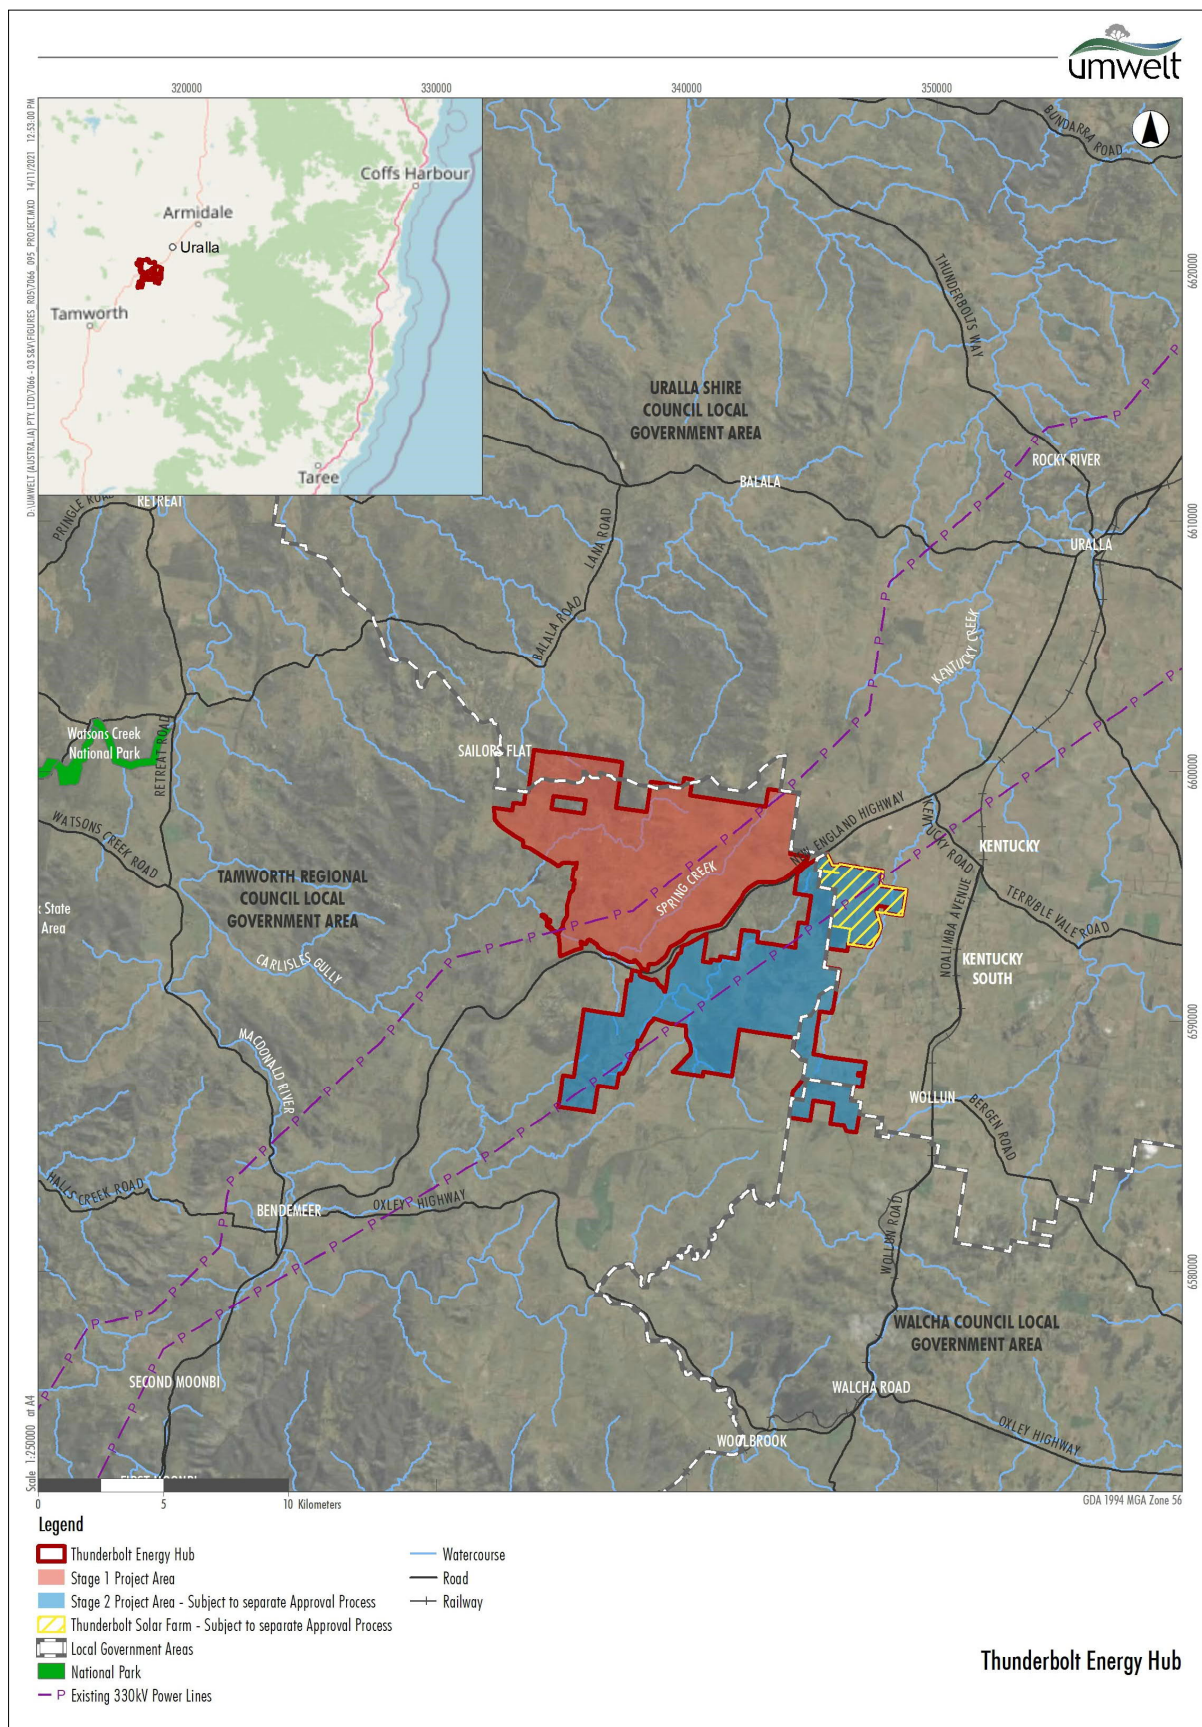 umwelt
320000
330000
340000
350000
Coffs Harbour
Armidale
Uralla
Tamworth
Taree
BUNDARRA ROAD
THUNDERBOLTS WAY
6620000
URALLA SHIRE
COUNCIL LOCAL
GOVERNMENT AREA
ROCKY RIVER
BALALA
RETREAT
LANA ROAD
6610000
URALLA
BALALA ROAD
KENTUCKY CREEK
Watsons Creek
National Park
RETREAT ROAD
SAILORS FLAT
6600000
NEW ENGLAND HIGHWAY
WATSONS CREEK ROAD
KENTUCKY ROAD
KENTUCKY
TAMWORTH REGIONAL
COUNCIL LOCAL
GOVERNMENT AREA
SPRING CREEK
State
Area
TERRIBLE VALE ROAD
NOALIMBA AVENUE
CARLISLES GULLY
KENTUCKY
SOUTH
6590000
MACDONALD RIVER
WOLLUN
BERGEN ROAD
HALLS CREEK ROAD
BENDEMEER
OXLEY HIGHWAY
WOLLUN ROAD
6580000
WALCHA COUNCIL LOCAL
GOVERNMENT AREA
SECOND MOONBI
WALCHA ROAD
OXLEY HIGHWAY
WOOLBROOK
Scale 1:250000 at A4
0 5 10 Kilometers
GDA 1994 MGA Zone 56
Legend
Thunderbolt Energy Hub
Stage 1 Project Area
Stage 2 Project Area - Subject to separate Approval Process
Thunderbolt Solar Farm - Subject to separate Approval Process
Local Government Areas
National Park
P Existing 330kV Power Lines
Watercourse
Road
Railway
Thunderbolt Energy Hub